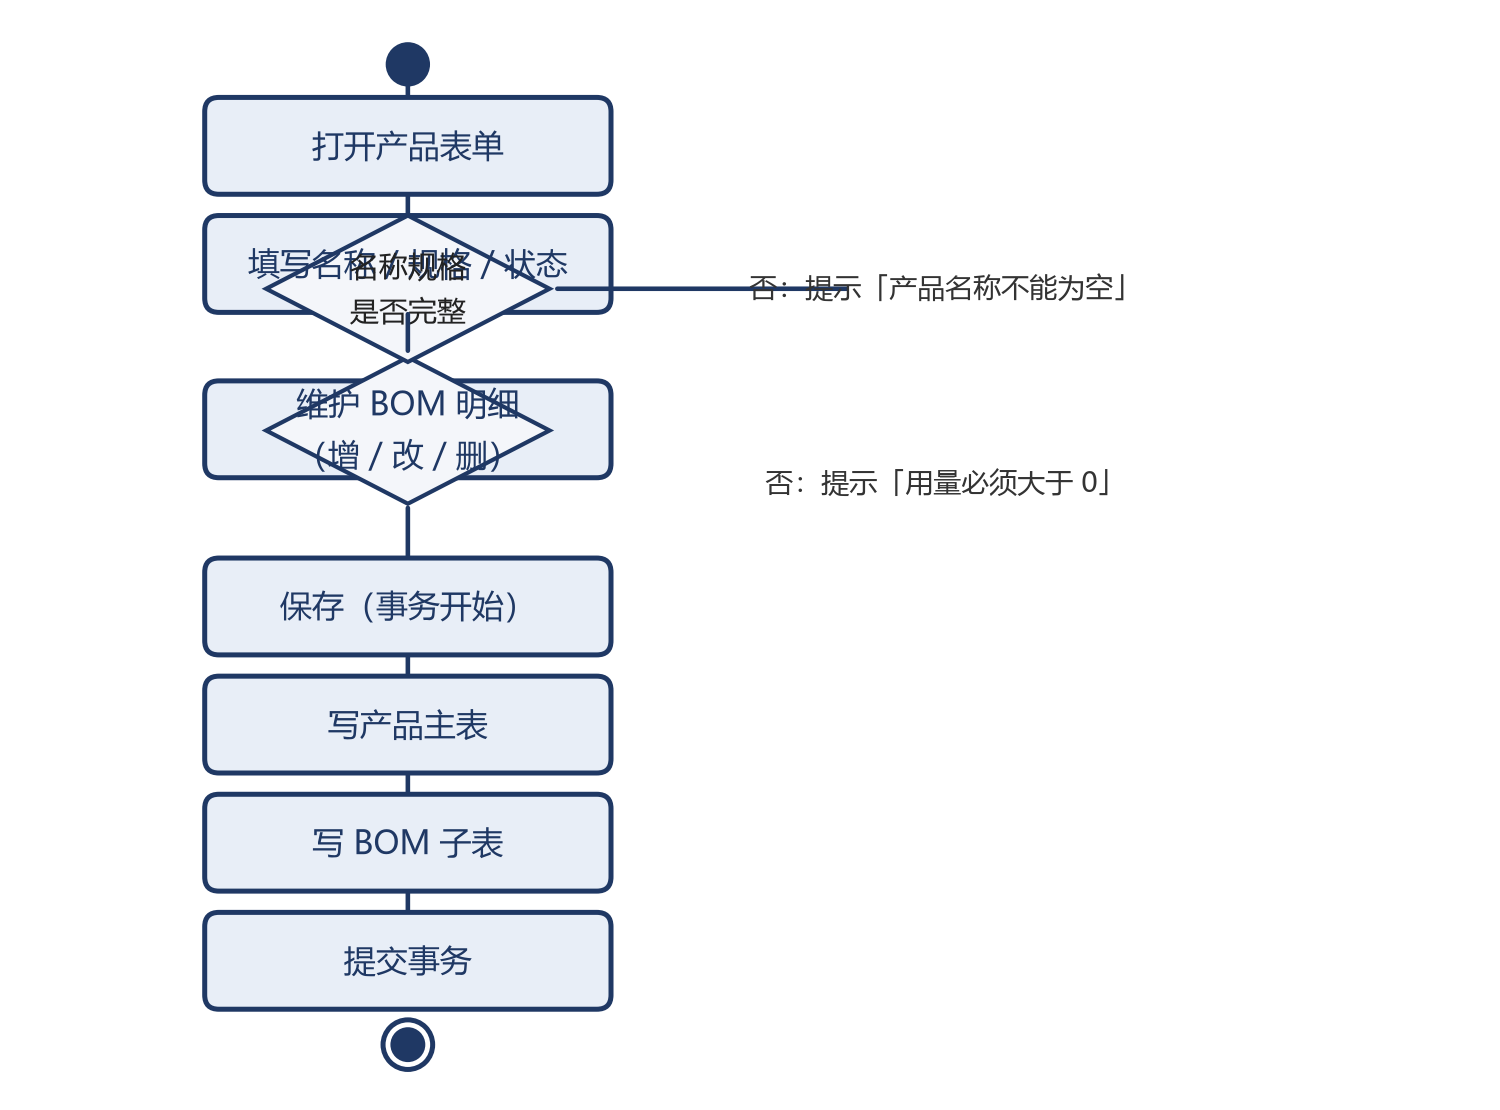 打开产品表单
填写名称 / 规格 / 状态
名称规格
是否完整
否：提示「产品名称不能为空」
维护 BOM 明细
（增 / 改 / 删）
否：提示「用量必须大于 0」
保存（事务开始）
写产品主表
写 BOM 子表
提交事务